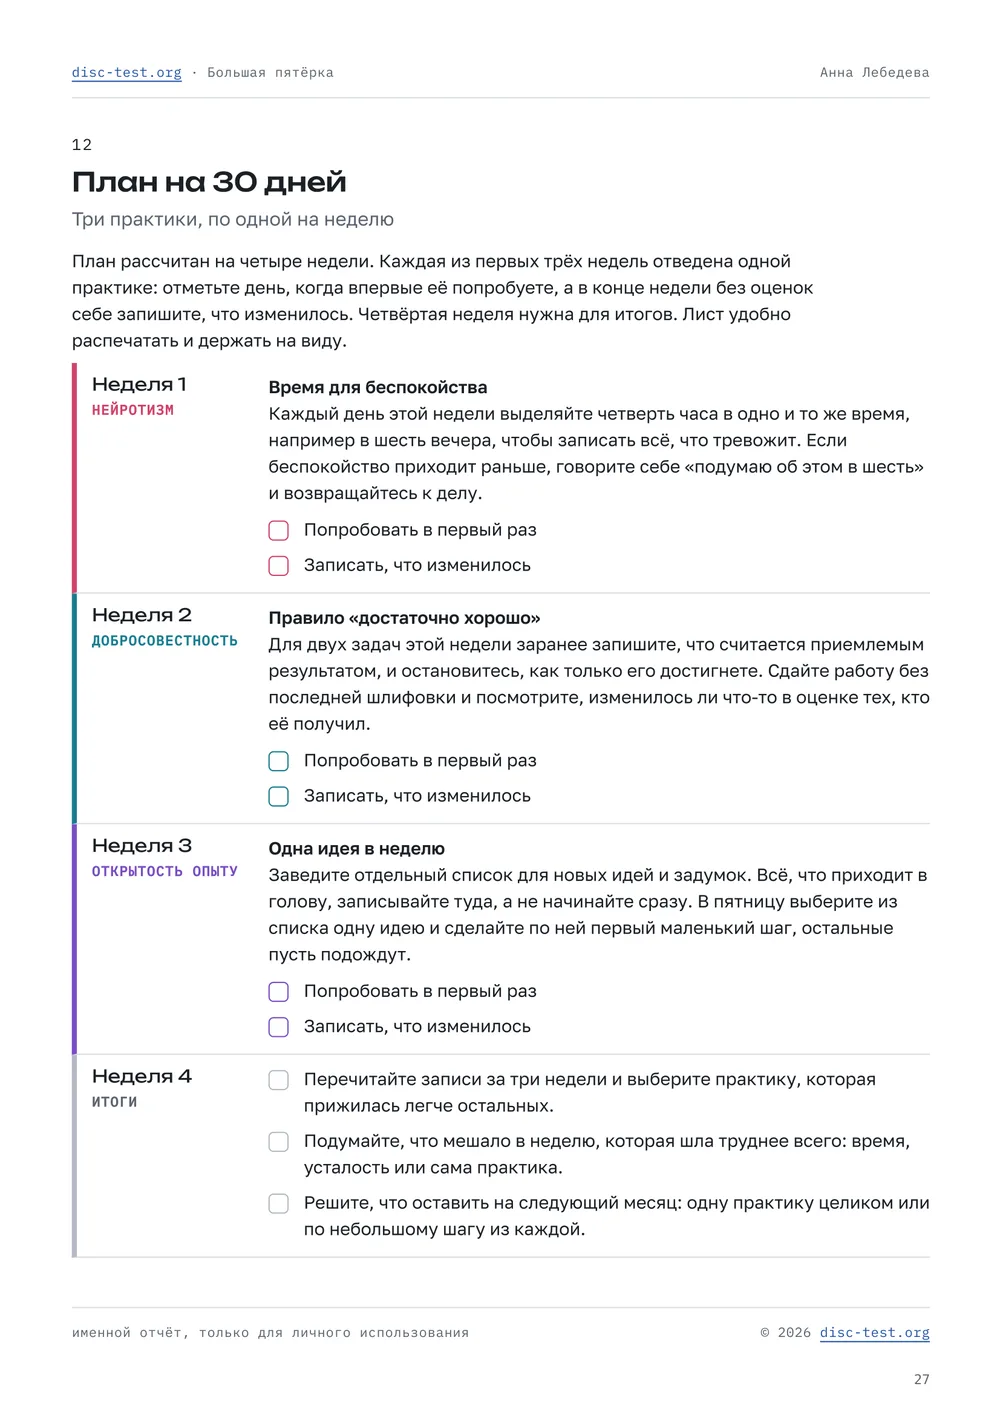 disc-test.org · Большая пятёрка
Анна Лебедева
12
План на 30 дней
Три практики, по одной на неделю
План рассчитан на четыре недели. Каждая из первых трёх недель отведена одной
практике: отметьте день, когда впервые её попробуете, а в конце недели без оценок
себе запишите, что изменилось. Четвёртая неделя нужна для итогов. Лист удобно
распечатать и держать на виду.
Неделя 1
НЕЙРОТИЗМ
Время для беспокойства
Каждый день этой недели выделяйте четверть часа в одно и то же время,
например в шесть вечера, чтобы записать всё, что тревожит. Если
беспокойство приходит раньше, говорите себе «подумаю об этом в шесть»
и возвращайтесь к делу.
Попробовать в первый раз
Записать, что изменилось
Неделя 2
ДОБРОСОВЕСТНОСТЬ
Правило «достаточно хорошо»
Для двух задач этой недели заранее запишите, что считается приемлемым
результатом, и остановитесь, как только его достигнете. Сдайте работу без
последней шлифовки и посмотрите, изменилось ли что-то в оценке тех, кто
её получил.
Попробовать в первый раз
Записать, что изменилось
Неделя 3
ОТКРЫТОСТЬ ОПЫТУ
Одна идея в неделю
Заведите отдельный список для новых идей и задумок. Всё, что приходит в
голову, записывайте туда, а не начинайте сразу. В пятницу выберите из
списка одну идею и сделайте по ней первый маленький шаг, остальные
пусть подождут.
Попробовать в первый раз
Записать, что изменилось
Неделя 4
ИТОГИ
Перечитайте записи за три недели и выберите практику, которая
прижилась легче остальных.
Подумайте, что мешало в неделю, которая шла труднее всего: время,
усталость или сама практика.
Решите, что оставить на следующий месяц: одну практику целиком или
по небольшому шагу из каждой.
именной отчёт, только для личного использования
© 2026 disc-test.org
27